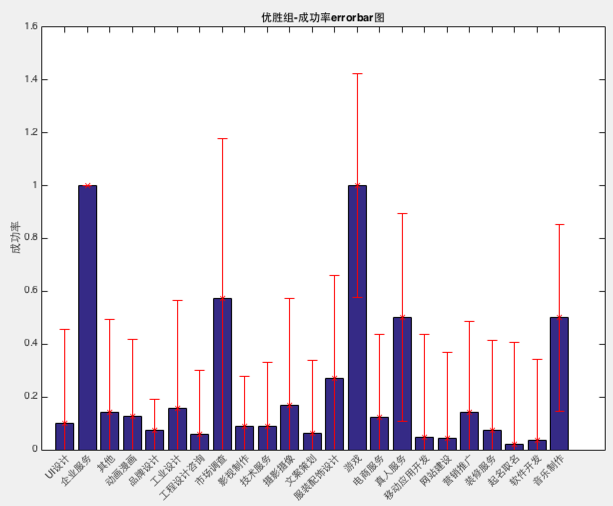 优胜组-成功率errorbar图
成功率
1.6
1.4
1.2
1
0.8
0.6
0.4
0.2
0
UI设计
企业服务
其他
动画漫画
品牌设计
工业设计
工程设计咨询
市场调查
影视制作
技术服务
摄影摄像
文案策划
服装配饰设计
游戏
电商服务
真人服务
移动应用开发
网站建设
营销推广
装修服务
起名取名
软件开发
音乐制作